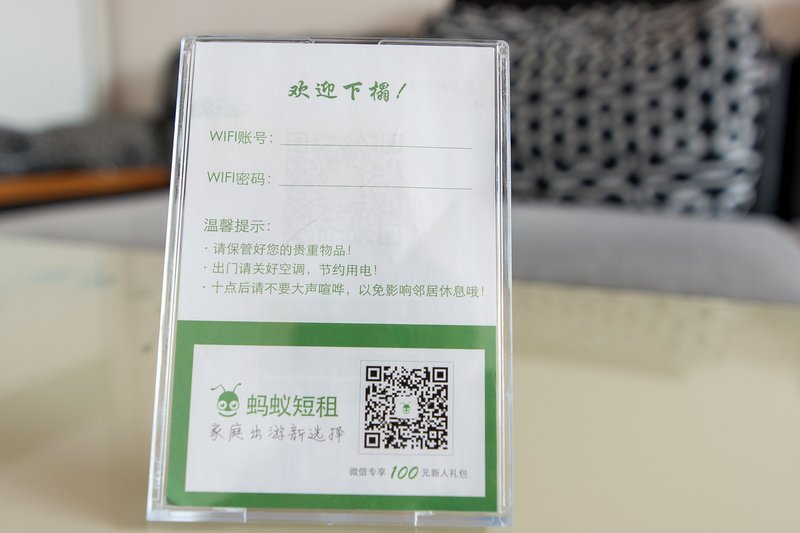 欢迎下榻！
WIFI账号：
WIFI密码：
温馨提示：
·请保管好您的贵重物品！
·出门请关好空调，节约用电！
·十点后请不要大声喧哗，以免影响邻居休息哦！
蚂蚁短租
家庭出游新选择
微信专享100元新人礼包